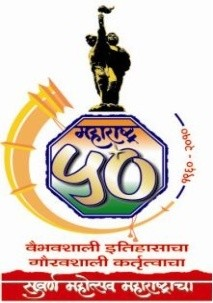 महाराष्ट्र
५०
१९६० - २०१०
वैभवशाली इतिहासाचा
गौरवशाली कर्तृत्वाचा
सुवर्ण महोत्सव महाराष्ट्राचा